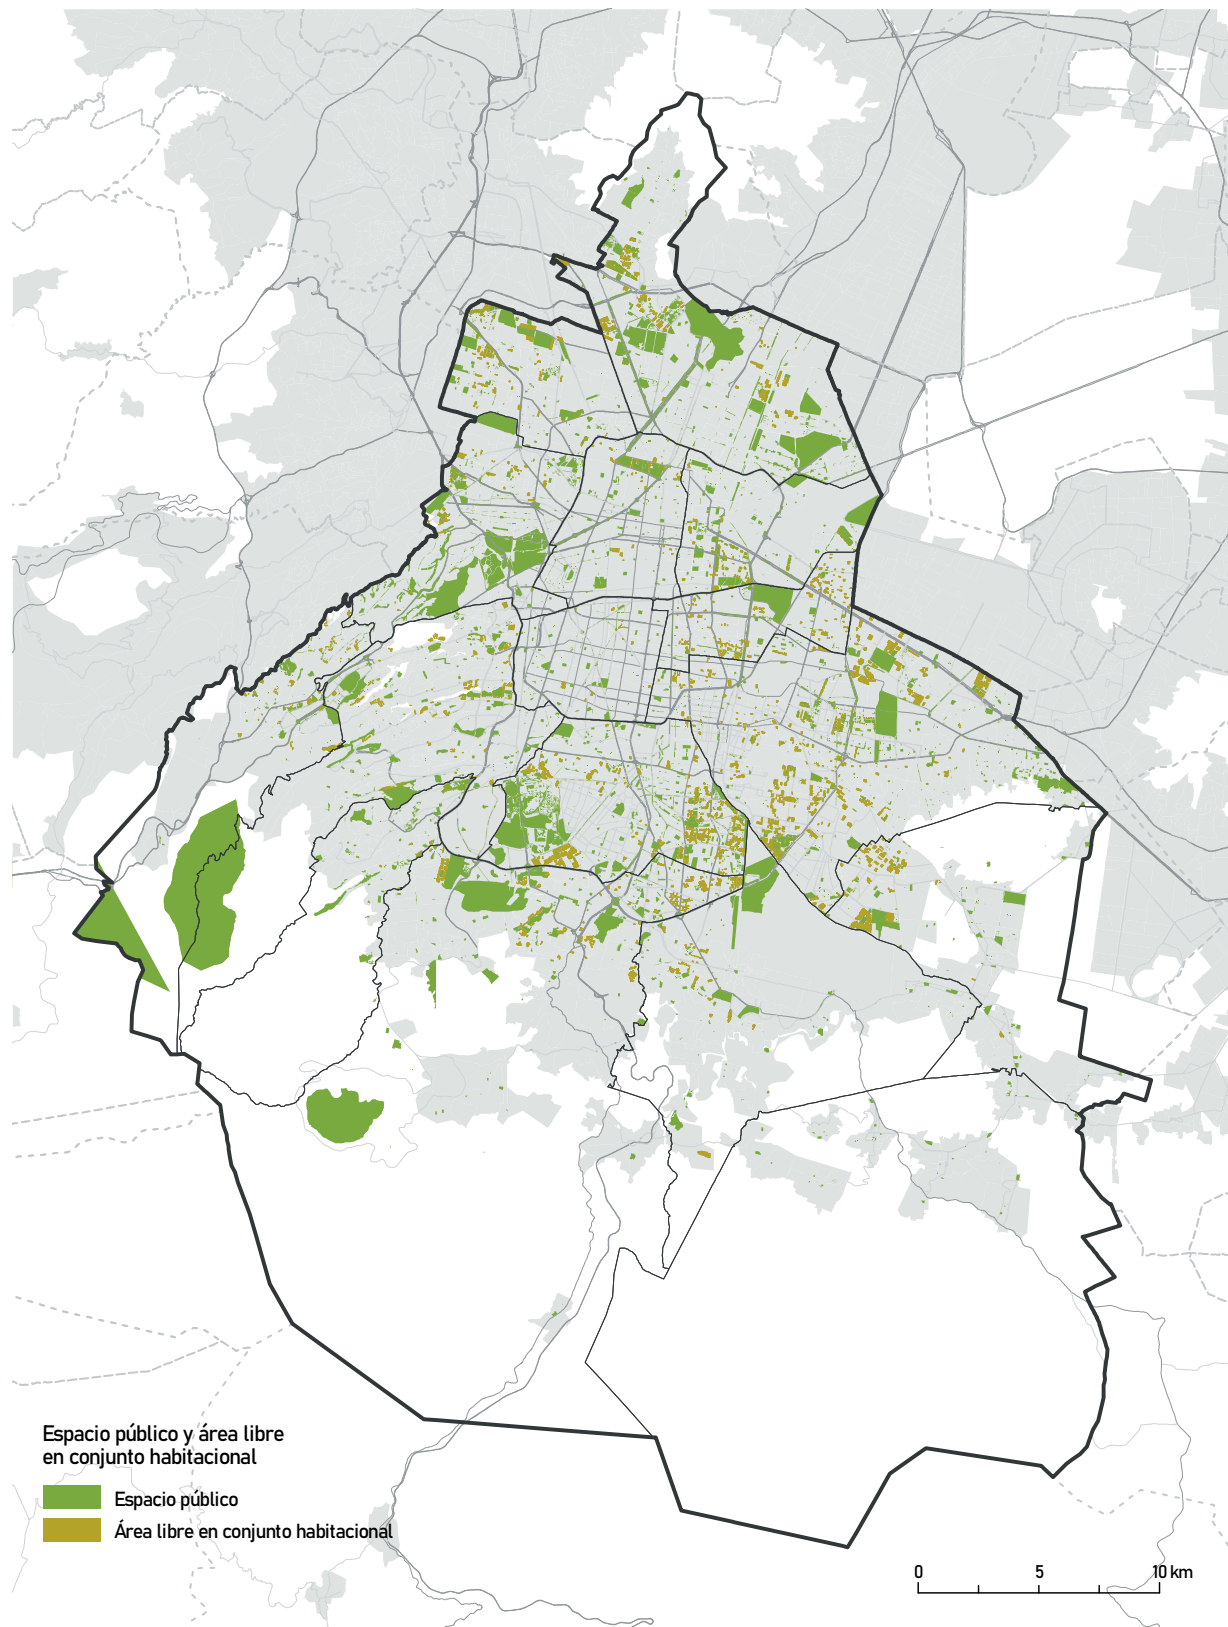 Espacio público y área libre
en conjunto habitacional
Espacio público
Área libre en conjunto habitacional
0 5 10 km